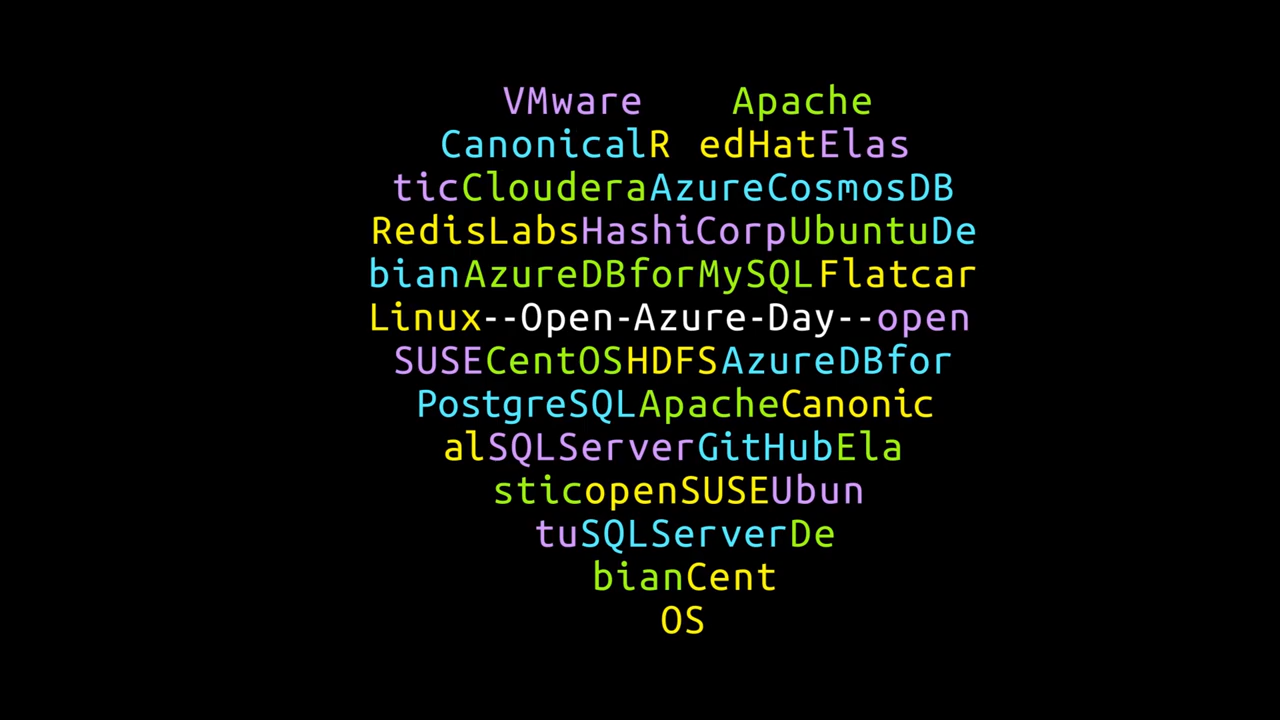 VMware Apache
CanonicalR edHatElas
ticClouderaAzureCosmosDB
RedisLabsHashiCorpUbuntuDe
bianAzureDBforMySQLFlatcar
Linux--Open-Azure-Day--open
SUSECentOSHDFSAzureDBfor
PostgreSQLApacheCanonic
alSQLServerGitHubEla
sticopenSUSEUbun
tuSQLServerDe
bianCent
OS